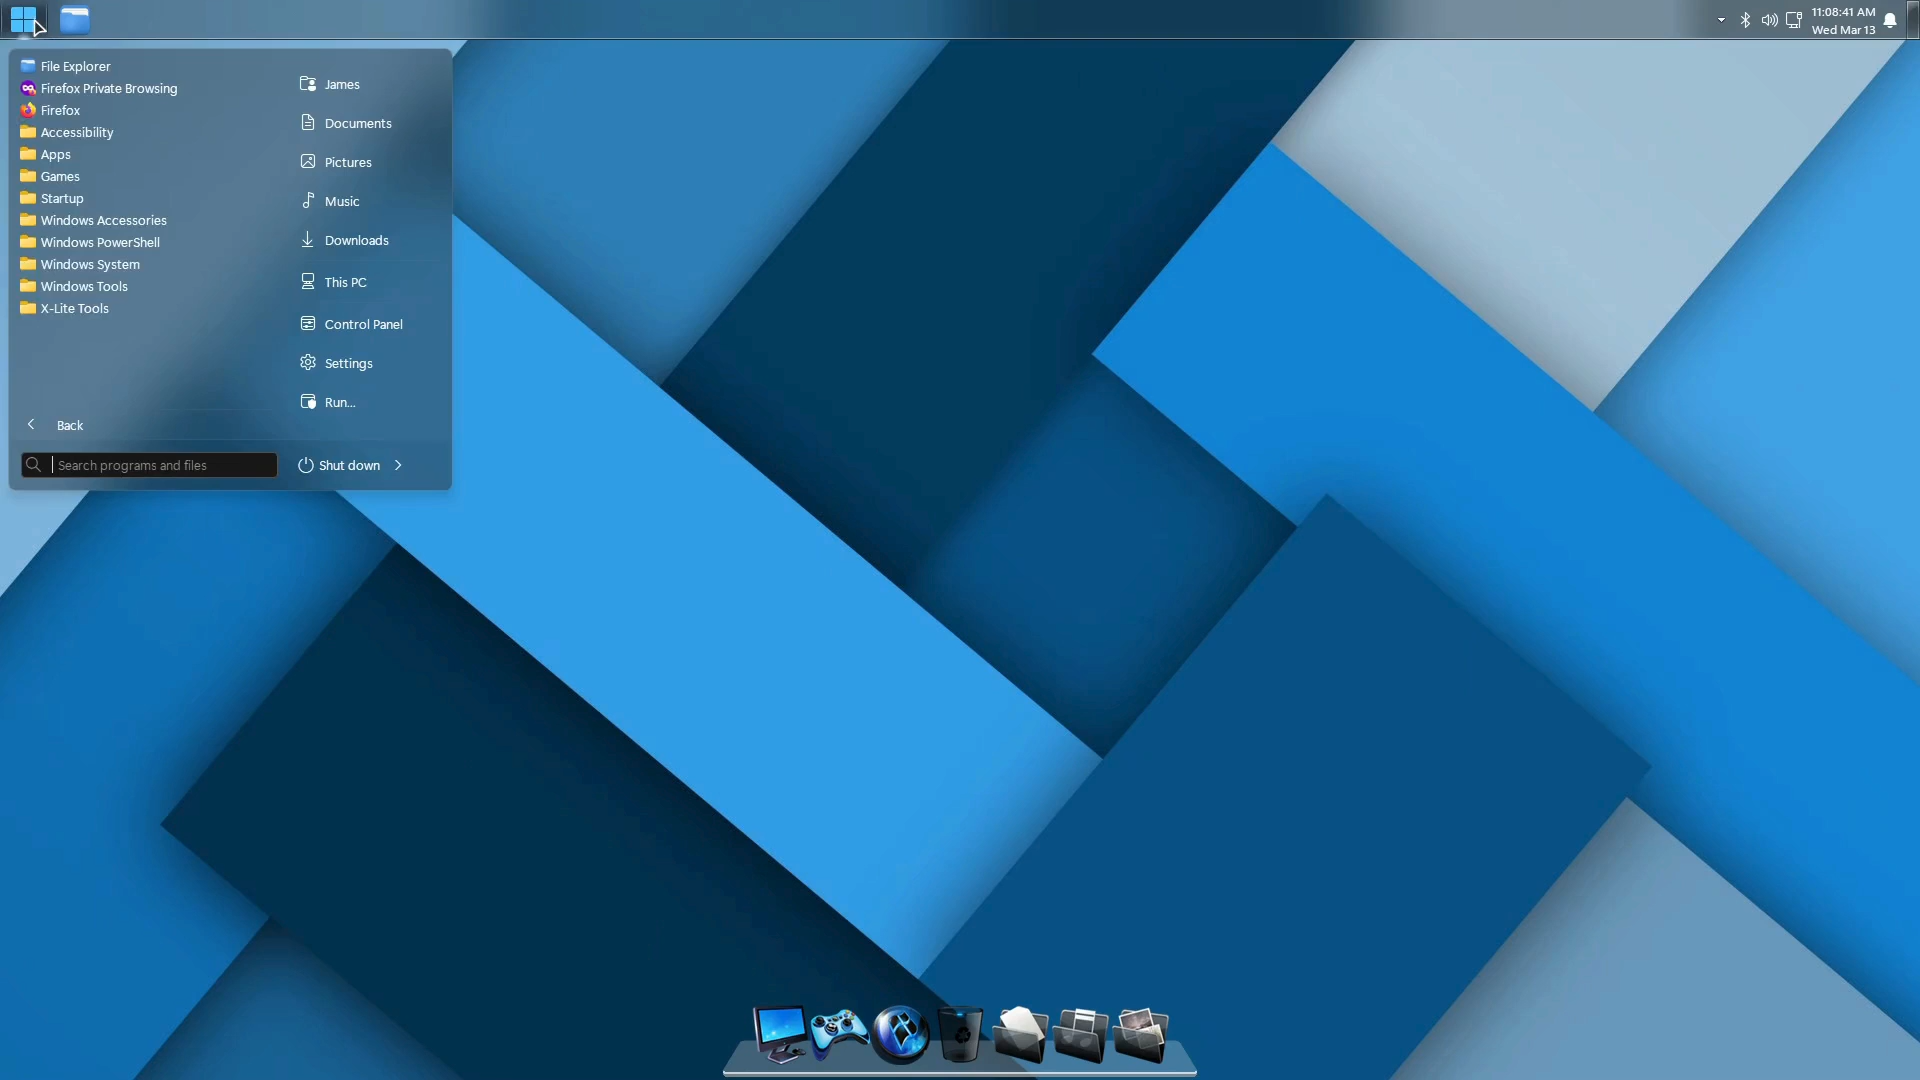 11:08:41 AM
Wed Mar 13
File Explorer
Firefox Private Browsing
Firefox
Accessibility
Apps
Games
Startup
Windows Accessories
Windows PowerShell
Windows System
Windows Tools
X-Lite Tools
Back
Search programs and files
James
Documents
Pictures
Music
Downloads
This PC
Control Panel
Settings
Run...
Shut down